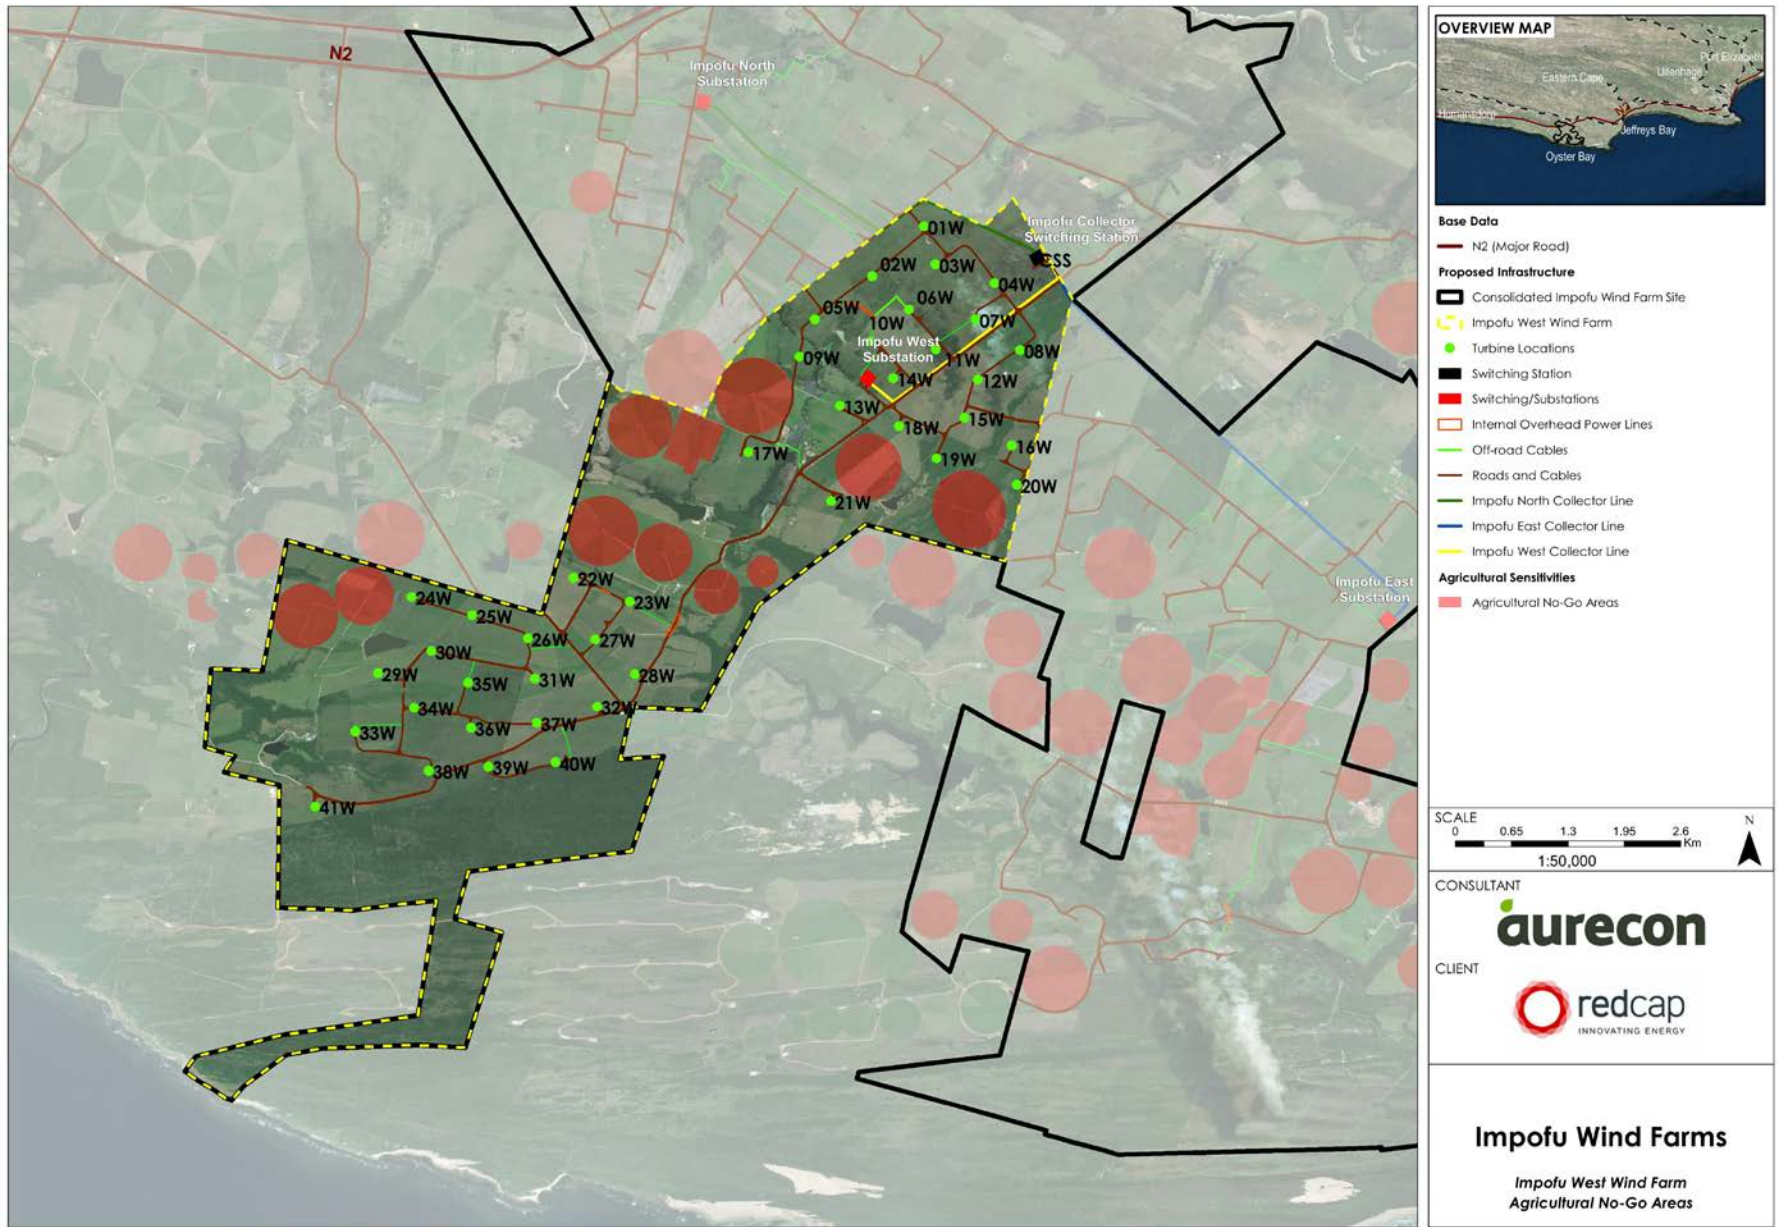 N2
Impofu North
Substation
Impofu Collector
Switching Station
CSS
01W
02W
03W
04W
05W
06W
07W
10W
Impofu West
Substation
08W
09W
11W
12W
14W
13W
15W
18W
16W
17W
19W
20W
21W
Impofu East
Substation
22W
23W
24W
25W
26W
27W
28W
29W
30W
31W
35W
32W
34W
33W
36W
37W
38W
39W
40W
41W
OVERVIEW MAP
Port Elizabeth
Uitenhage
Eastern Cape
Humansdorp
Jeffreys Bay
Oyster Bay
Base Data
N2 (Major Road)
Proposed Infrastructure
Consolidated Impofu Wind Farm Site
Impofu West Wind Farm
Turbine Locations
Switching Station
Switching/Substations
Internal Overhead Power Lines
Off-road Cables
Roads and Cables
Impofu North Collector Line
Impofu East Collector Line
Impofu West Collector Line
Agricultural Sensitivities
Agricultural No-Go Areas
SCALE
0 0.65 1.3 1.95 2.6
Km
1:50,000
N
CONSULTANT
aurecon
CLIENT
redcap
INNOVATING ENERGY
Impofu Wind Farms
Impofu West Wind Farm
Agricultural No-Go Areas